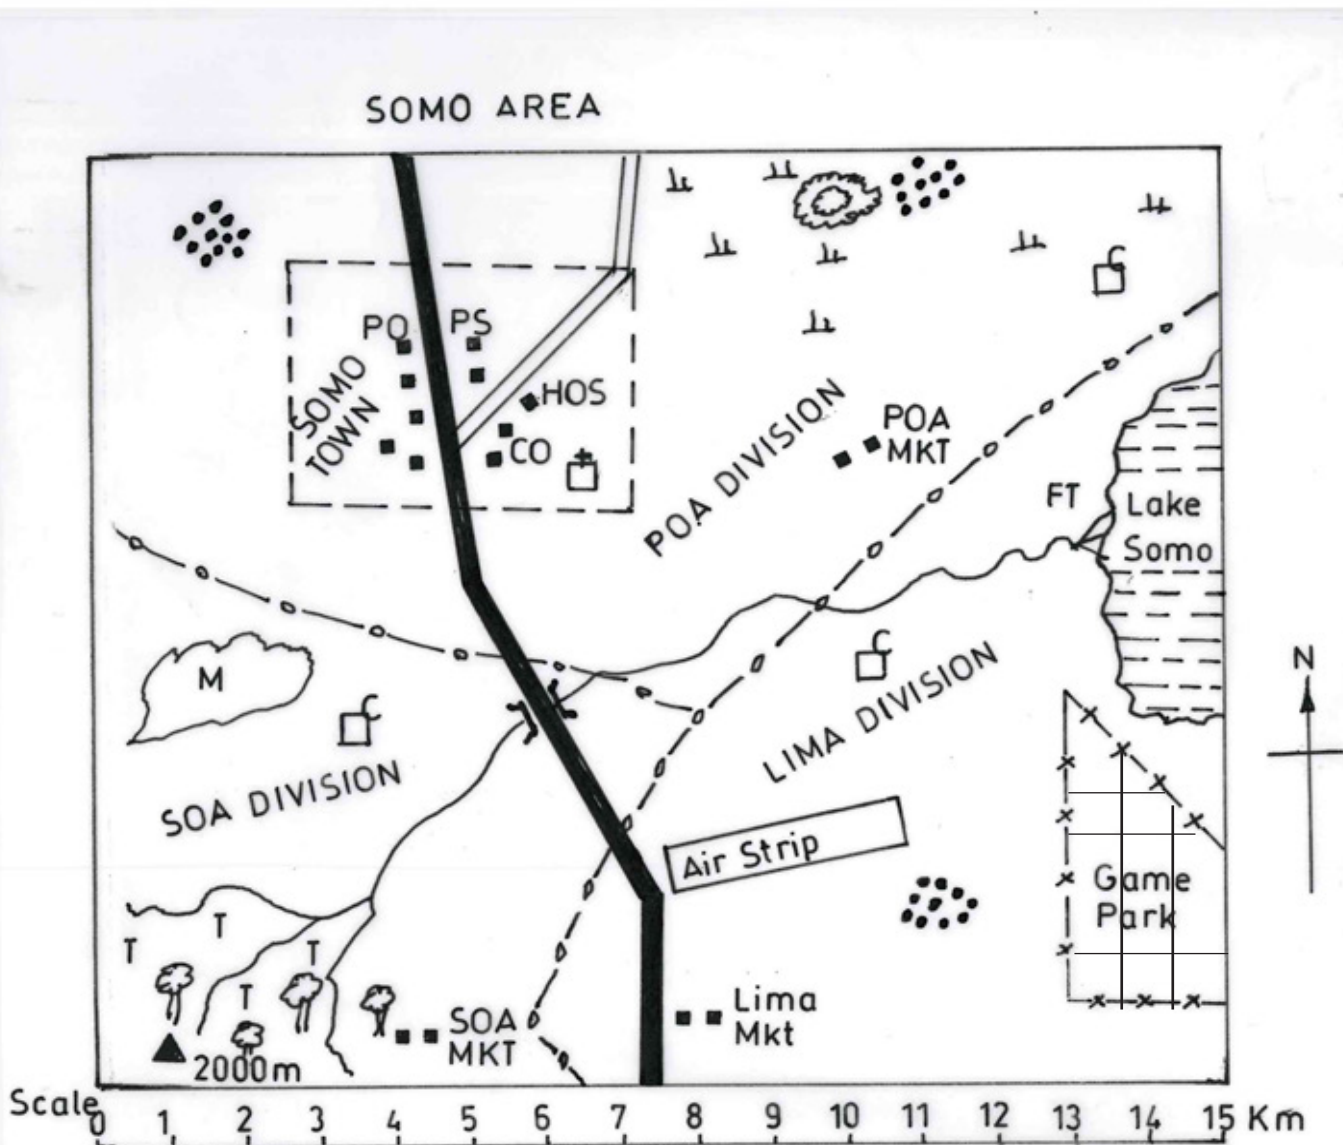 SOMO AREA
PO
PS
SOMO
TOWN
HOS
CO
POA DIVISION
POA
MKT
FT
Lake
Somo
M
SOA DIVISION
LIMA DIVISION
N
Air Strip
Game
Park
T
T
T
T
SOA
MKT
Lima
Mkt
2000m
Scale
0 1 2 3 4 5 6 7 8 9 10 11 12 13 14 15 Km